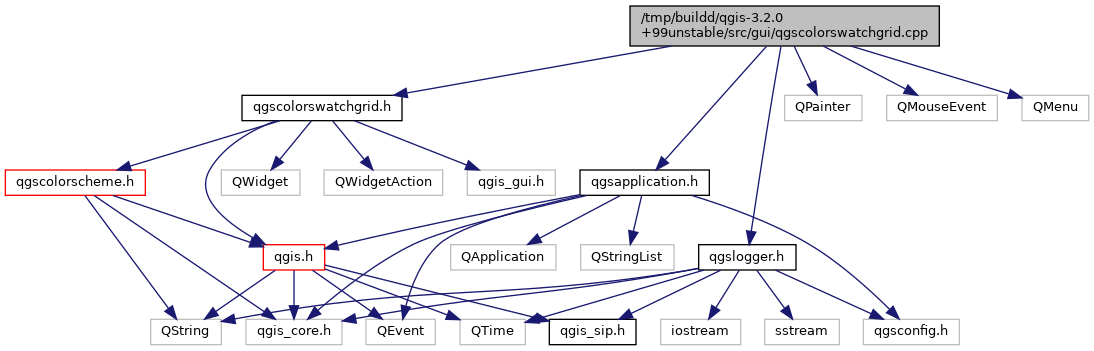 /tmp/buildd/qgis-3.2.0
+99unstable/src/gui/qgscolorswatchgrid.cpp
qgscolorswatchgrid.h
QPainter
QMouseEvent
QMenu
qgscolorscheme.h
QWidget
QWidgetAction
qgis_gui.h
qgsapplication.h
qgis.h
QApplication
QStringList
qgslogger.h
QString
qgis_core.h
QEvent
QTime
qgis_sip.h
iostream
sstream
qgsconfig.h